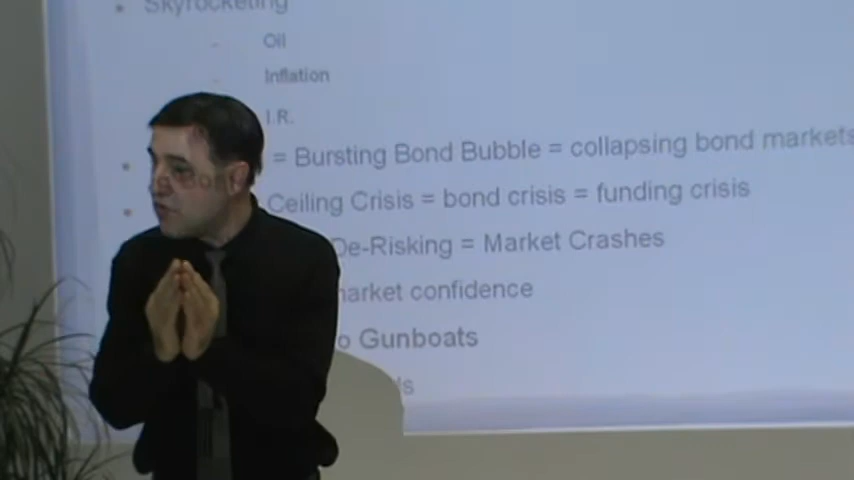 • Skyrocketing
- Oil
- Inflation
I.R.
• = Bursting Bond Bubble = collapsing bond markets
• Ceiling Crisis = bond crisis = funding crisis
De-Risking = Market Crashes
market confidence
o Gunboats
ls